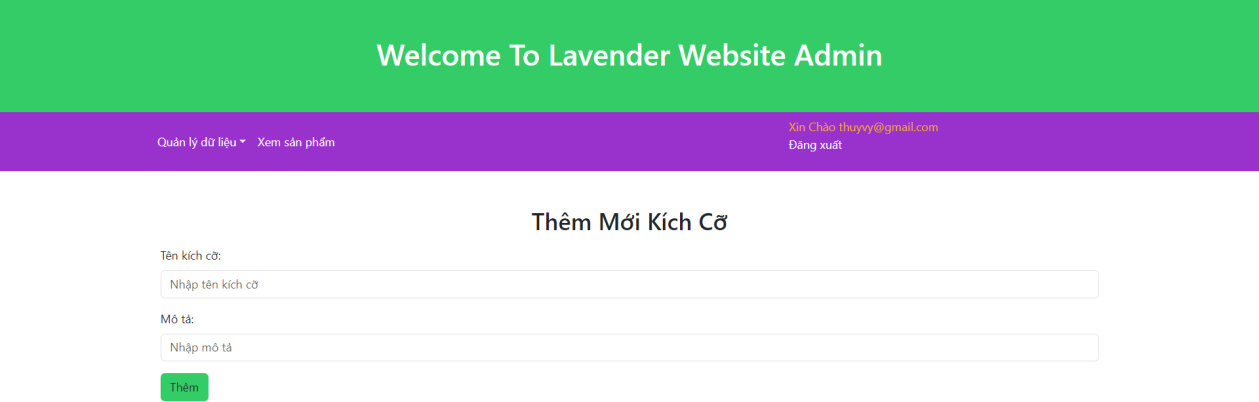 Welcome To Lavender Website Admin
Quản lý dữ liệu Xem sản phẩm
Xin Chào thuyvy@gmail.com
Đăng xuất
Thêm Mới Kích Cỡ
Tên kích cỡ:
Nhập tên kích cỡ
Mô tả:
Nhập mô tả
Thêm